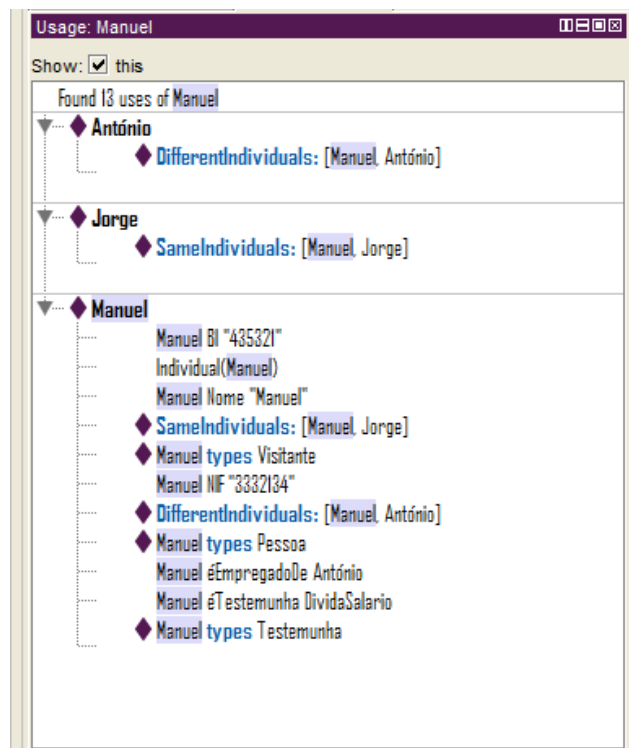 Usage: Manuel
Show: this
Found 13 uses of Manuel
António
DifferentIndividuals: [Manuel, António]
Jorge
SameIndividuals: [Manuel, Jorge]
Manuel
Manuel BI "435321"
Individual(Manuel)
Manuel Nome "Manuel"
SameIndividuals: [Manuel, Jorge]
Manuel types Visitante
Manuel NIF "3332134"
DifferentIndividuals: [Manuel, António]
Manuel types Pessoa
Manuel éEmpregadoDe António
Manuel éTestemunha DividaSalario
Manuel types Testemunha